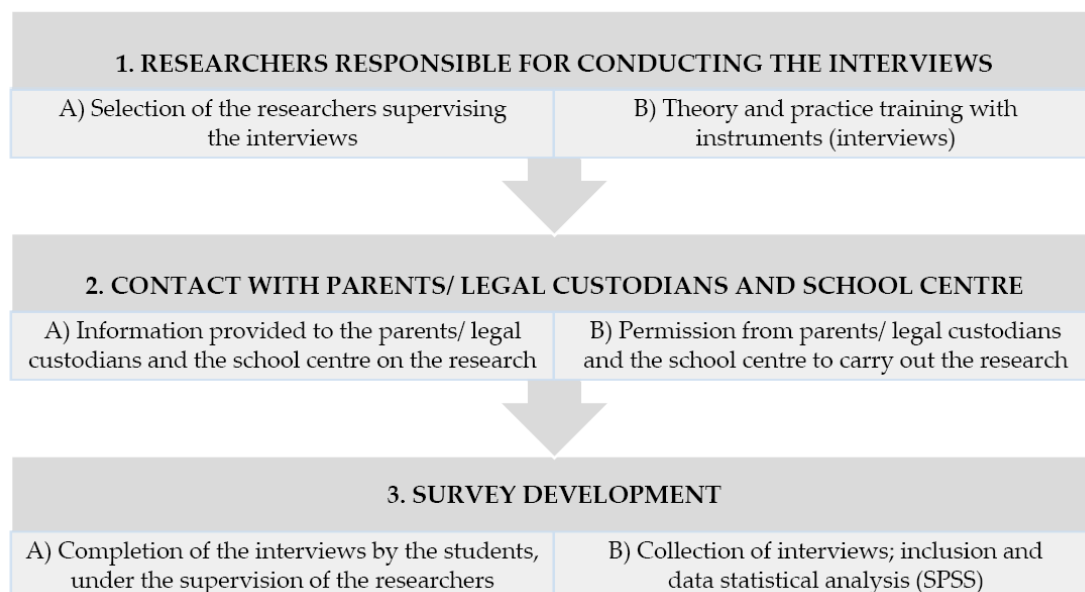 1. RESEARCHERS RESPONSIBLE FOR CONDUCTING THE INTERVIEWS
A) Selection of the researchers supervising
the interviews
B) Theory and practice training with
instruments (interviews)
2. CONTACT WITH PARENTS/ LEGAL CUSTODIANS AND SCHOOL CENTRE
A) Information provided to the parents/ legal
custodians and the school centre on the research
B) Permission from parents/ legal custodians
and the school centre to carry out the research
3. SURVEY DEVELOPMENT
A) Completion of the interviews by the students,
under the supervision of the researchers
B) Collection of interviews; inclusion and
data statistical analysis (SPSS)